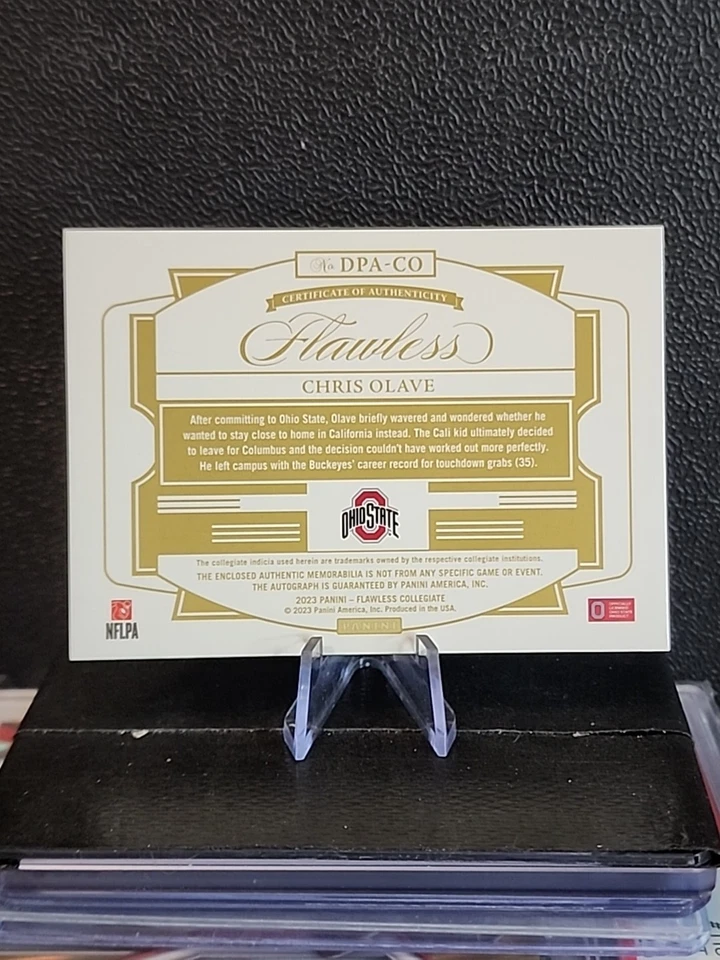 No. DPA-CO
CERTIFICATE OF AUTHENTICITY
Flawless
CHRIS OLAVE
After committing to Ohio State, Olave briefly wavered and wondered whether he
wanted to stay close to home in California instead. The Cali kid ultimately decided
to leave for Columbus and the decision couldn't have worked out more perfectly.
He left campus with the Buckeyes' career record for touchdown grabs (35).
OHIO STATE
The collegiate indicia used herein are trademarks owned by the respective collegiate institutions.
THE ENCLOSED AUTHENTIC MEMORABILIA IS NOT FROM ANY SPECIFIC GAME OR EVENT.
THE AUTOGRAPH IS GUARANTEED BY PANINI AMERICA, INC.
2023 PANINI – FLAWLESS COLLEGIATE
© 2023 Panini America, Inc. Produced in the USA.
NFLPA
PANINI